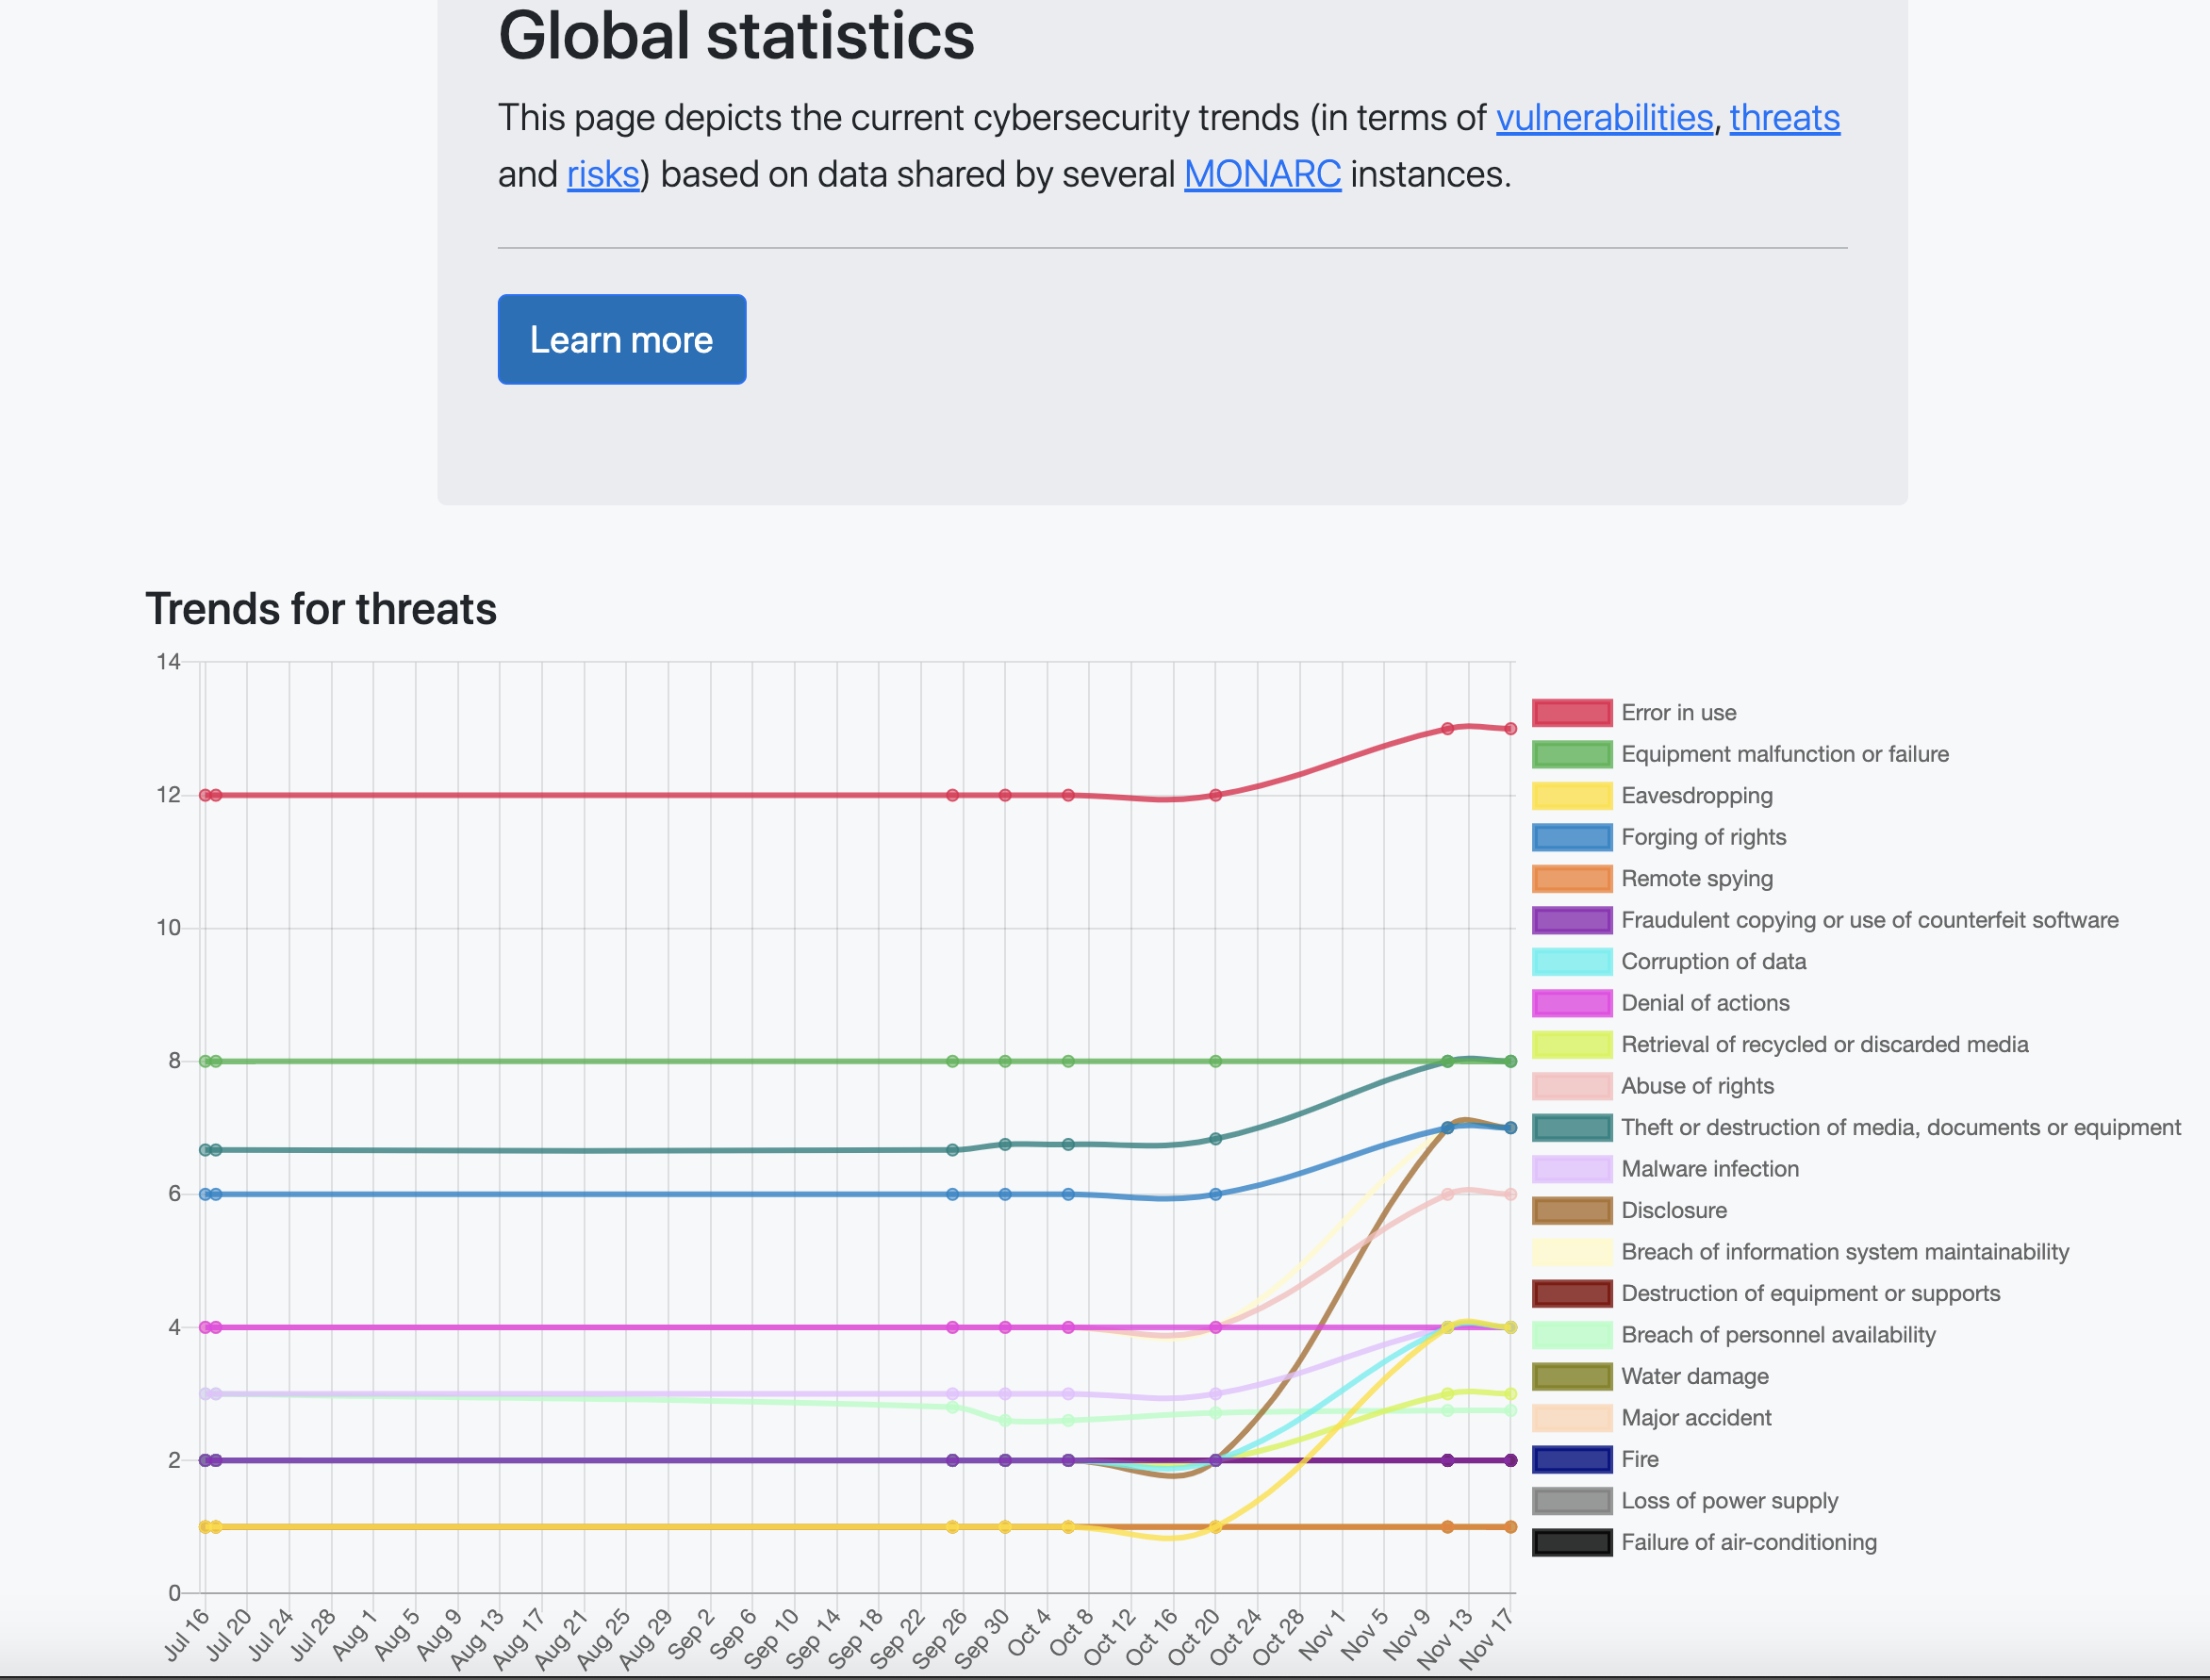 Global statistics
This page depicts the current cybersecurity trends (in terms of vulnerabilities, threats
and risks) based on data shared by several MONARC instances.
Learn more
Trends for threats
14
12
10
8
6
4
2
0
Jul 16
Jul 20
Jul 24
Jul 28
Aug 1
Aug 5
Aug 9
Aug 13
Aug 17
Aug 21
Aug 25
Aug 29
Sep 2
Sep 6
Sep 10
Sep 14
Sep 18
Sep 22
Sep 26
Sep 30
Oct 4
Oct 8
Oct 12
Oct 16
Oct 20
Oct 24
Oct 28
Nov 1
Nov 5
Nov 9
Nov 13
Nov 17
Error in use
Equipment malfunction or failure
Eavesdropping
Forging of rights
Remote spying
Fraudulent copying or use of counterfeit software
Corruption of data
Denial of actions
Retrieval of recycled or discarded media
Abuse of rights
Theft or destruction of media, documents or equipment
Malware infection
Disclosure
Breach of information system maintainability
Destruction of equipment or supports
Breach of personnel availability
Water damage
Major accident
Fire
Loss of power supply
Failure of air-conditioning